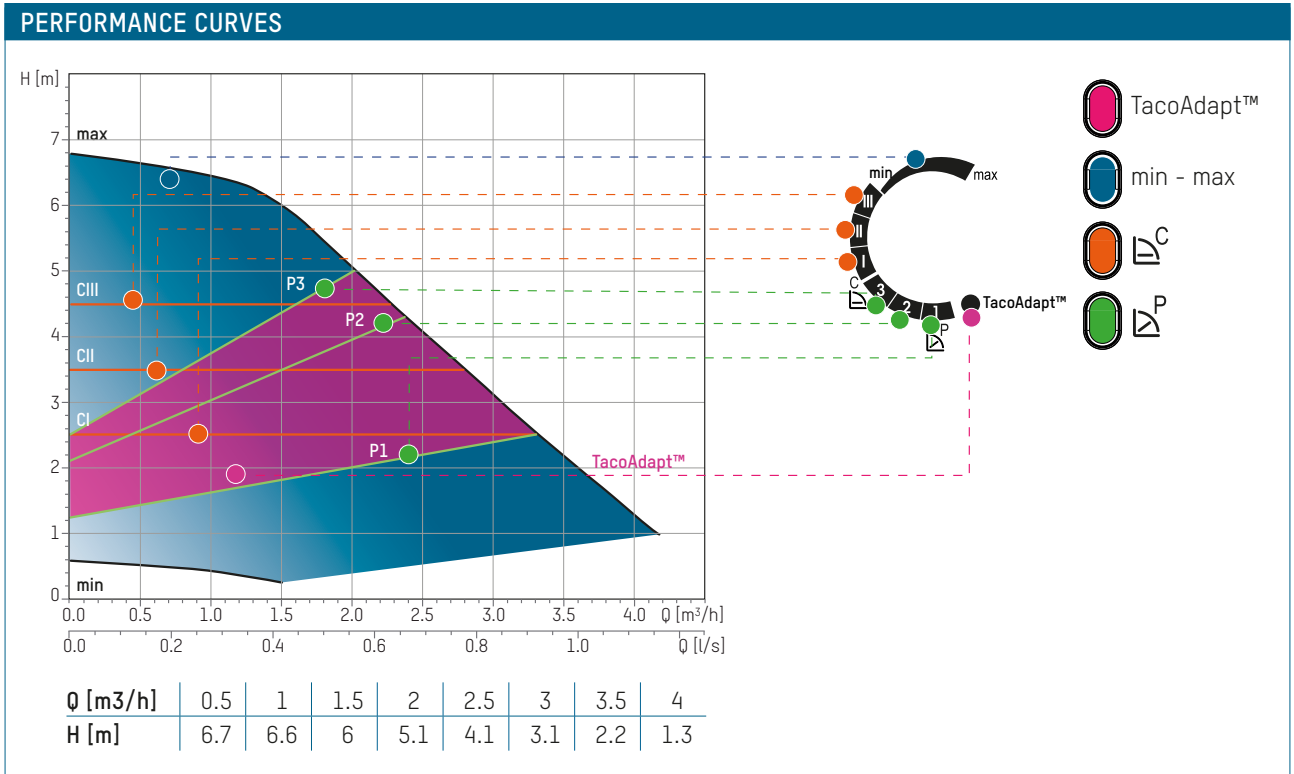 PERFORMANCE CURVES
H [m]
7
6
5
4
3
2
1
0
max
CIII
CII
CI
P3
P2
P1
TacoAdapt™
min
0.0 0.5 1.0 1.5 2.0 2.5 3.0 3.5 4.0 Q [m³/h]
0.0 0.2 0.4 0.6 0.8 1.0 Q [l/s]
min
max
III
II
I
C
3
2
1
P
TacoAdapt™
TacoAdapt™
min - max
C
P
Q [m3/h] 0.5 1 1.5 2 2.5 3 3.5 4
H [m] 6.7 6.6 6 5.1 4.1 3.1 2.2 1.3